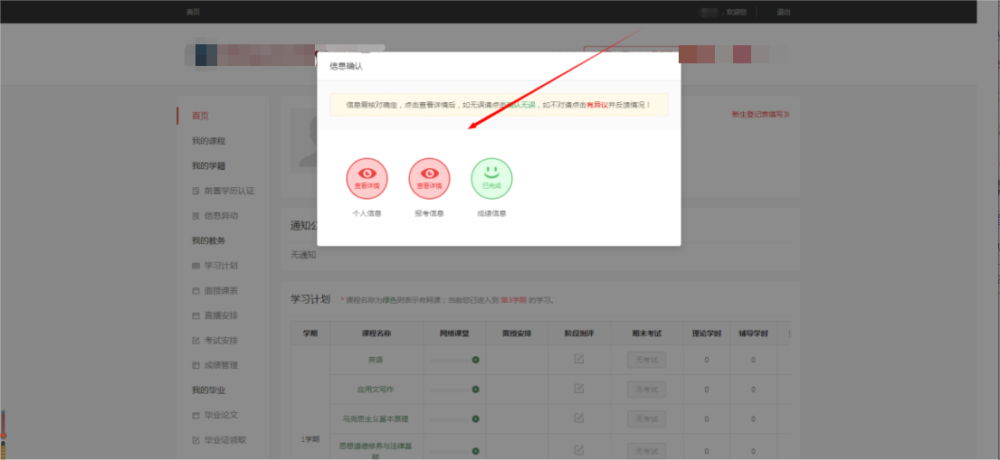 首页
，欢迎您
退出
信息确认
信息需核对确定，点击查看详情后，如无误请点击确认无误，如不对请点击有异议并反馈情况！
查看详情
查看详情
已完成
个人信息
报考信息
成绩信息
新生登记表填写》
首页
我的课程
我的学籍
前置学历认证
信息异动
我的教务
学习计划
面授课表
直播安排
考试安排
成绩管理
我的毕业
毕业论文
毕业证领取
通知公
无通知
学习计划 * 课程名称为绿色则表示有网课；当前您已进入到 第3学期 的学习。
学期 课程名称 网络课堂 面授安排 阶段测评 期末考试 理论学时 辅导学时
英语 无考试 0 0
应用文写作 无考试 0 0
马克思主义基本原理 无考试 0 0
1学期
思想道德修养与法律基础 无考试 0 0